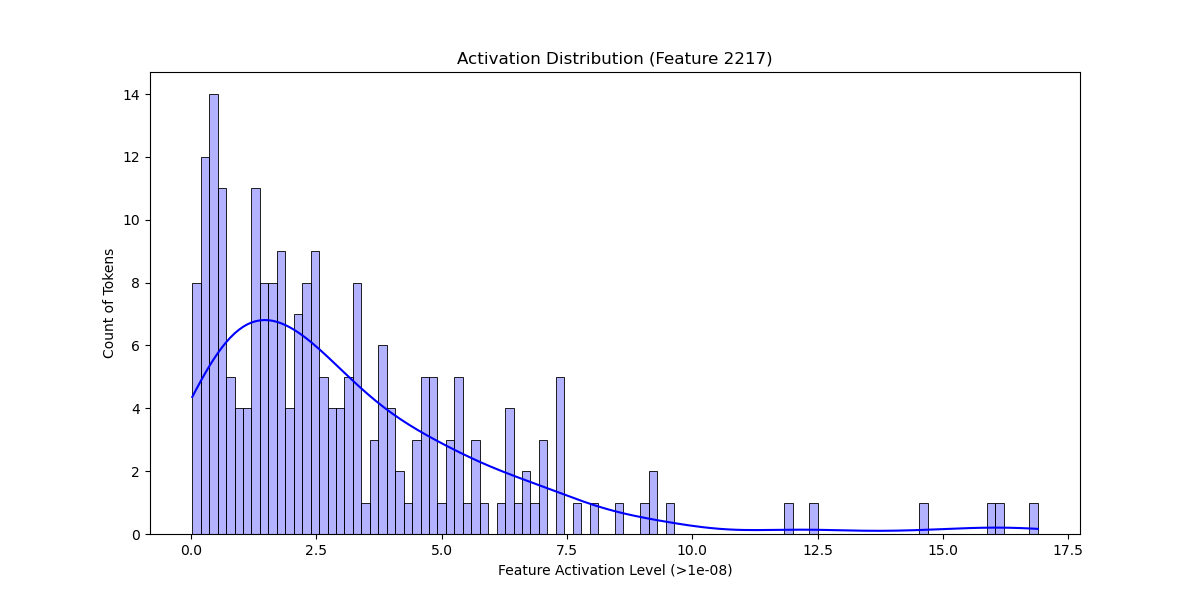 Activation Distribution (Feature 2217)
14
12
10
8
6
4
2
0
Count of Tokens
0.0 2.5 5.0 7.5 10.0 12.5 15.0 17.5
Feature Activation Level (>1e-08)